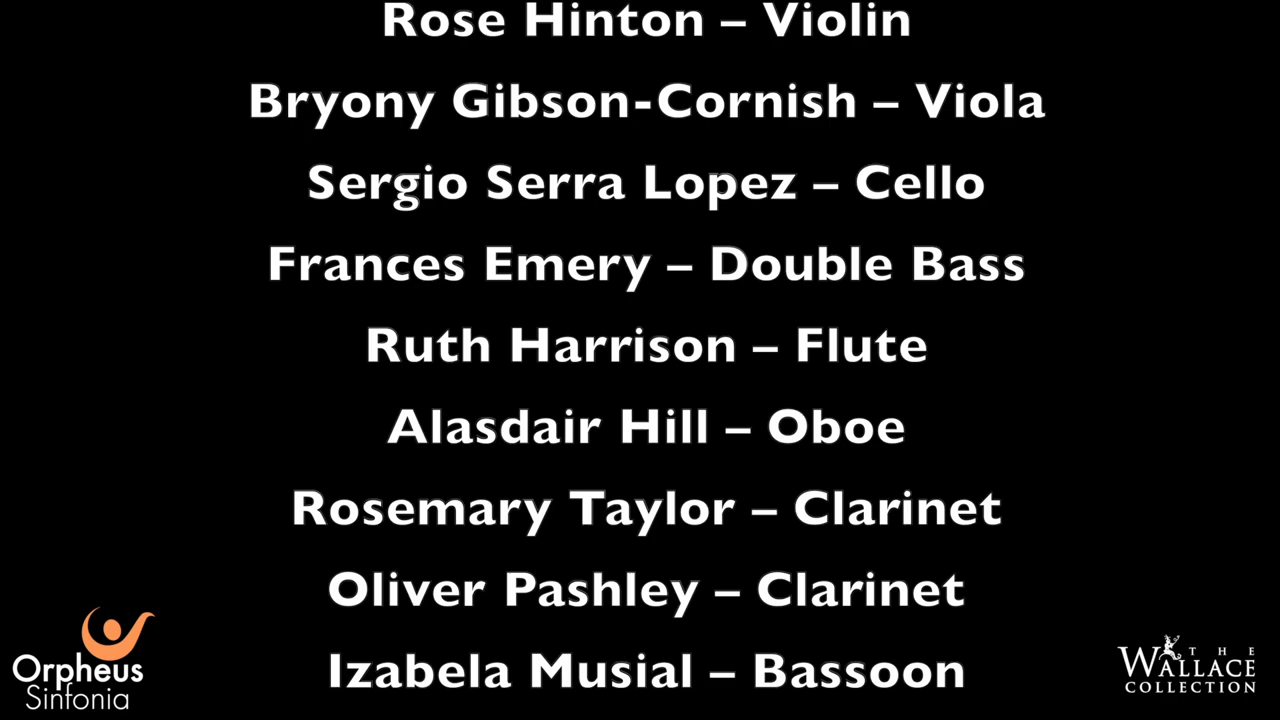 Rose Hinton – Violin
Bryony Gibson-Cornish – Viola
Sergio Serra Lopez – Cello
Frances Emery – Double Bass
Ruth Harrison – Flute
Alasdair Hill – Oboe
Rosemary Taylor – Clarinet
Oliver Pashley – Clarinet
Izabela Musial – Bassoon
Orpheus
Sinfonia
THE
WALLACE
COLLECTION